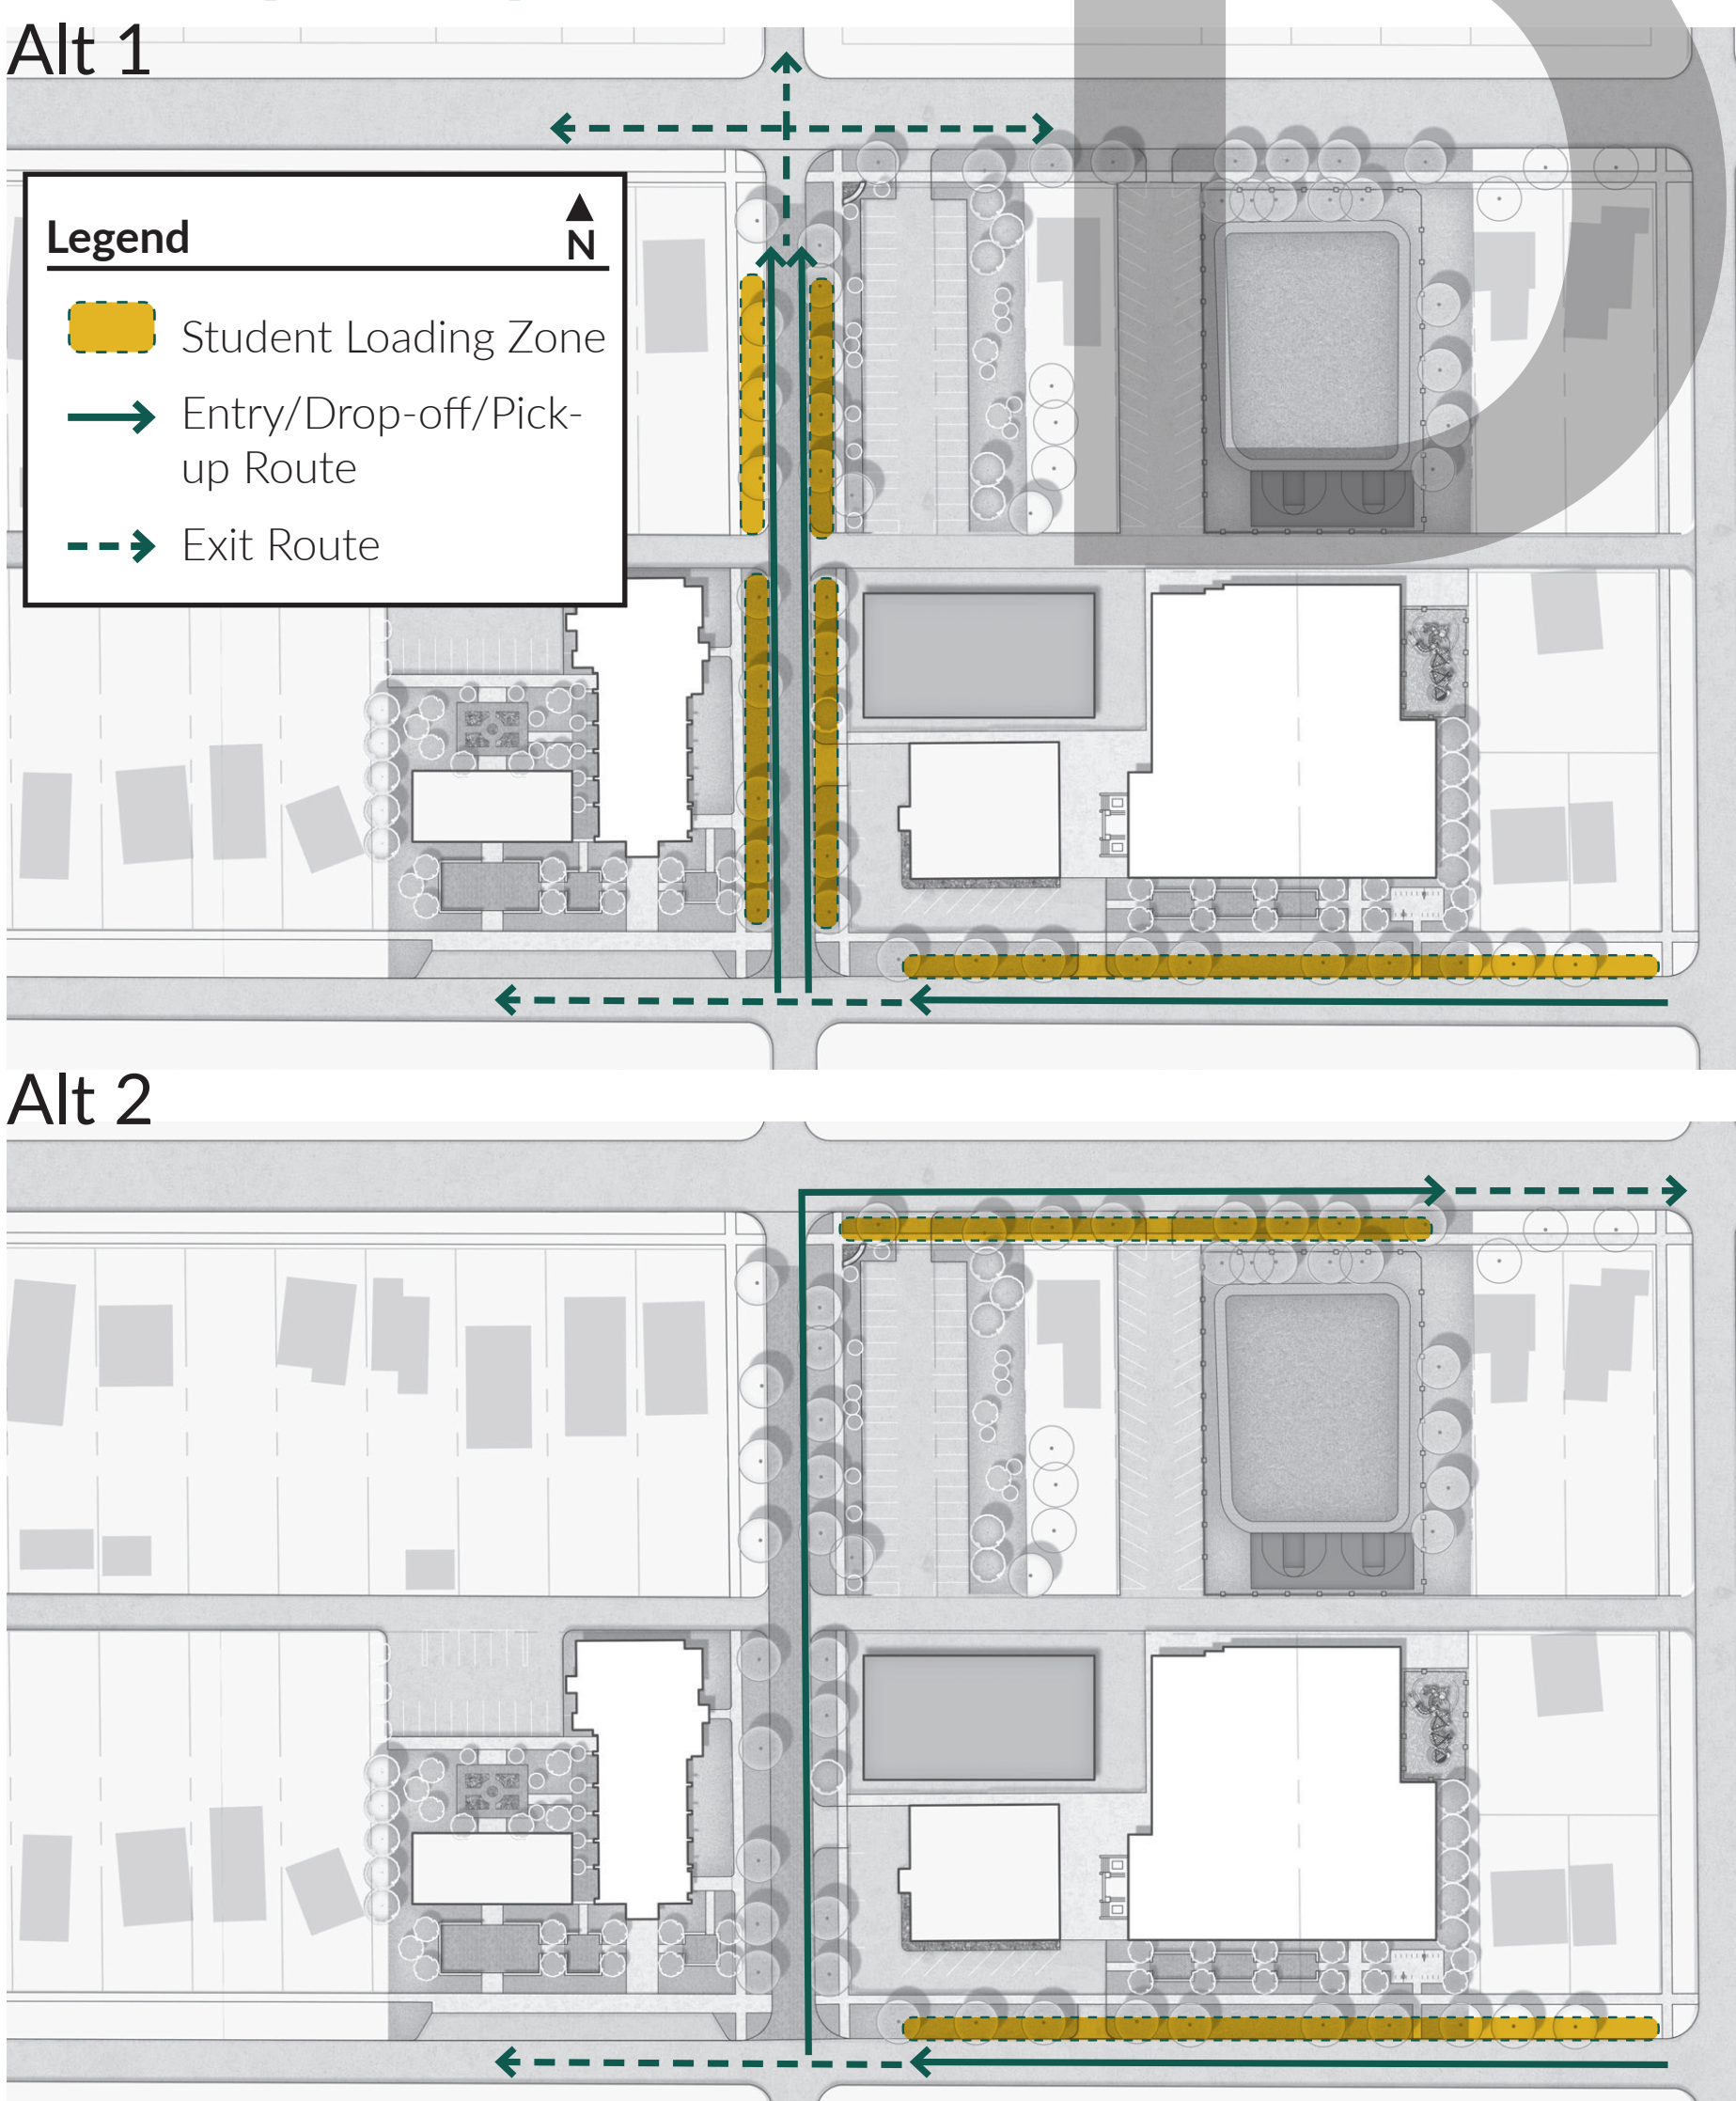 Alt 1
Legend
N
Student Loading Zone
Entry/Drop-off/Pick-
up Route
Exit Route
Alt 2